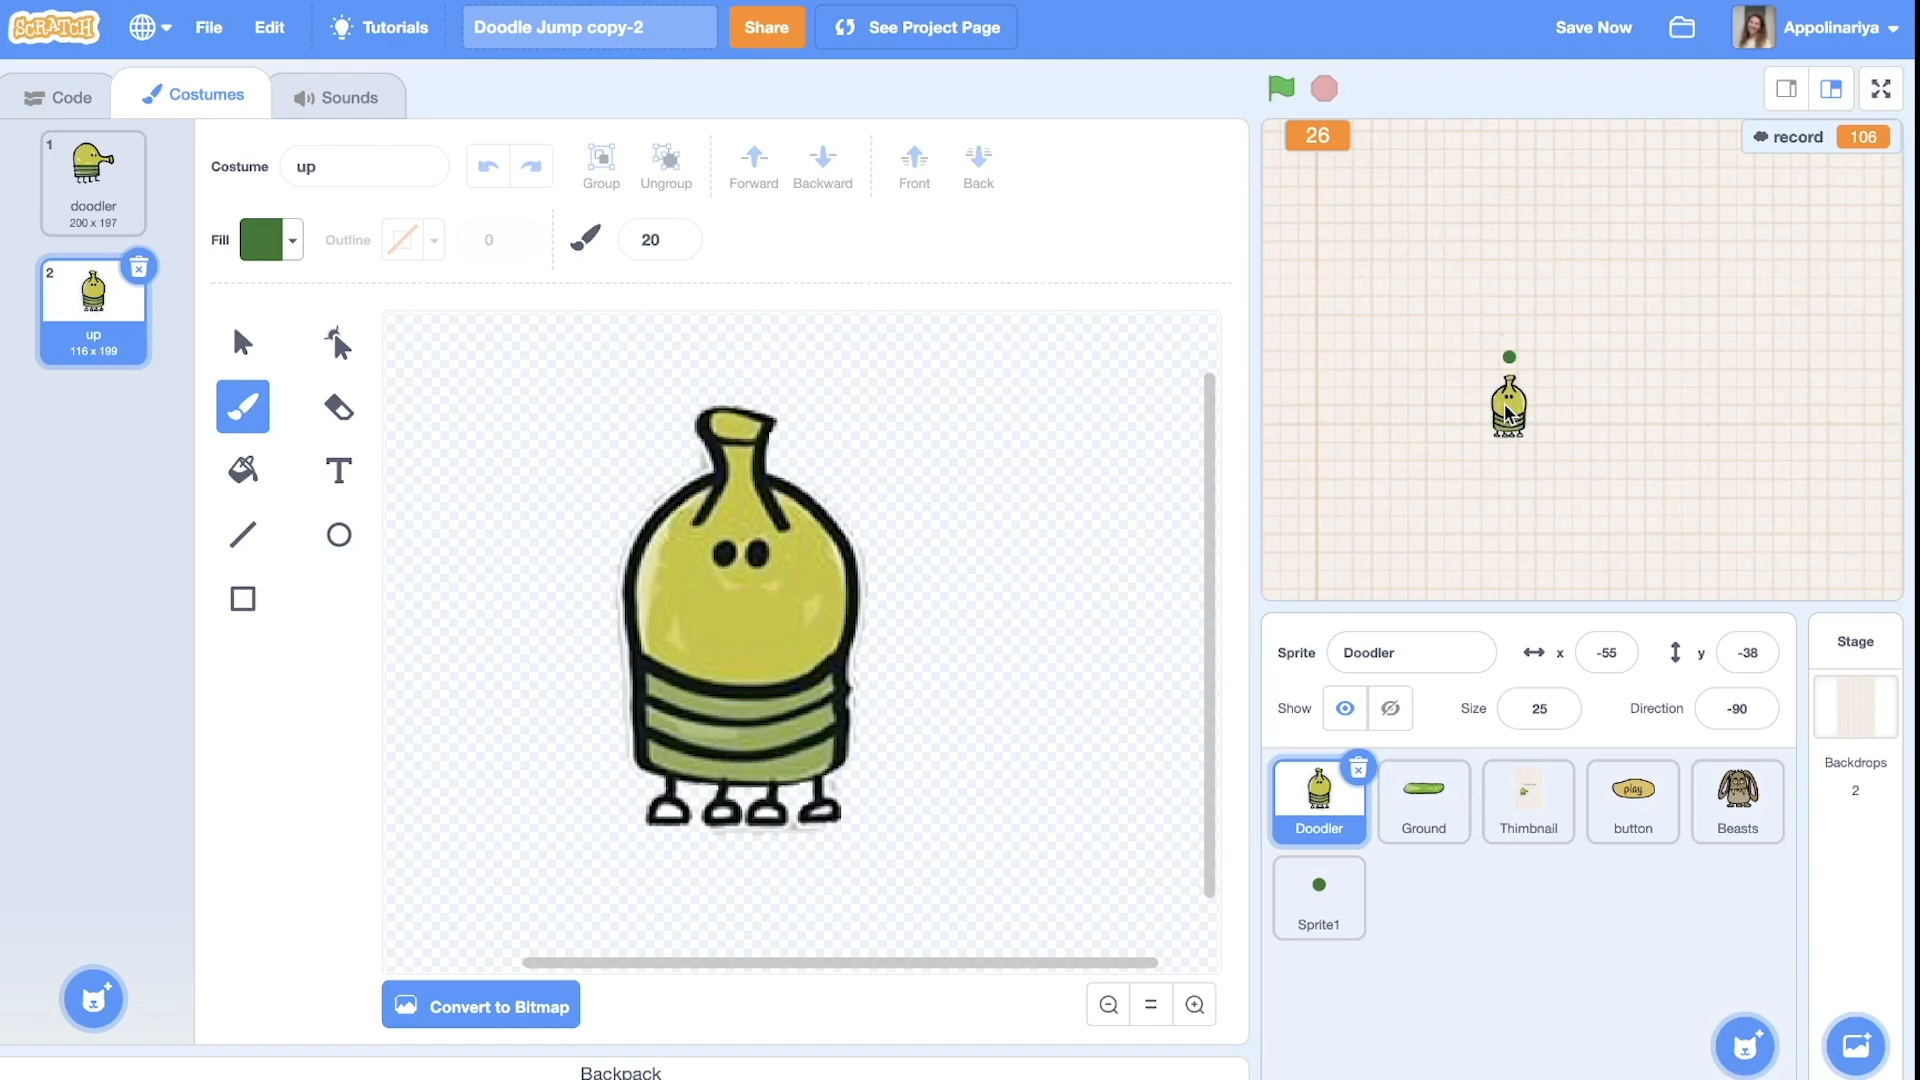 SCRATCH File Edit Tutorials Doodle Jump copy-2 Share See Project Page Save Now Appolinariya
Code Costumes Sounds
1
doodler
200 x 197
2
up
116 x 199
Costume up Group Ungroup Forward Backward Front Back
Fill Outline 0 20
T
Convert to Bitmap
Backpack
26
record 106
Sprite Doodler x -55 y -38
Show Size 25 Direction -90
Doodler Ground Thimbnail play button Beasts
Sprite1
Stage
Backdrops
2